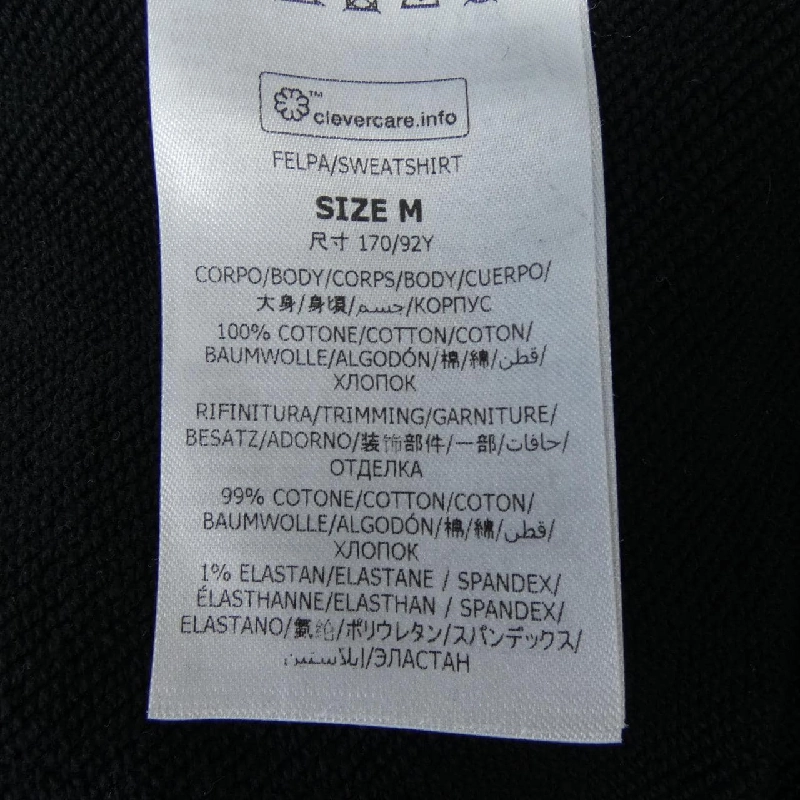 ™
clevercare.info
FELPA/SWEATSHIRT
SIZE M
尺寸 170/92Y
CORPO/BODY/CORPS/BODY/CUERPO/
大身/身頃/جسم/КОРПУС
100% COTONE/COTTON/COTON/
BAUMWOLLE/ALGODÓN/棉/綿/قطن/
ХЛОПОК
RIFINITURA/TRIMMING/GARNITURE/
BESATZ/ADORNO/装饰部件/一部/حافات/
ОТДЕЛКА
99% COTONE/COTTON/COTON/
BAUMWOLLE/ALGODÓN/棉/綿/قطن/
ХЛОПОК
1% ELASTAN/ELASTANE / SPANDEX/
ÉLASTHANNE/ELASTHAN / SPANDEX/
ELASTANO/氨纶/ポリウレタン/スパンデックス/
إيلاستين/ЭЛАСТАН